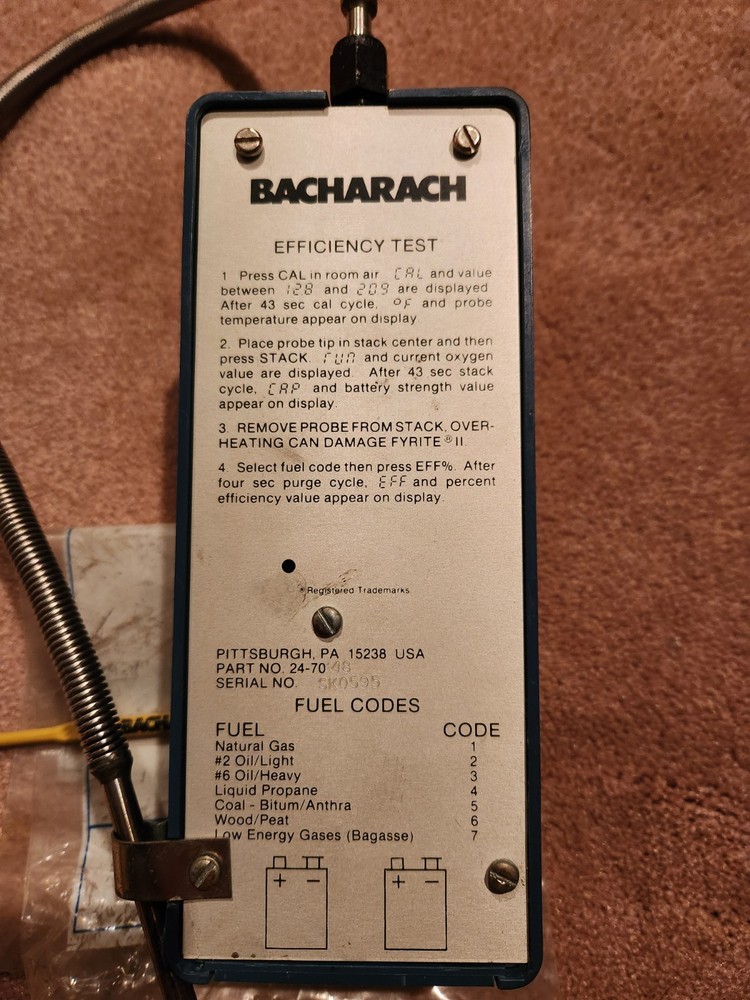 BACHARACH
EFFICIENCY TEST
1 Press CAL in room air CAL and value
between 128 and 209 are displayed
After 43 sec cal cycle, °F and probe
temperature appear on display
2. Place probe tip in stack center and then
press STACK. rUn and current oxygen
value are displayed. After 43 sec stack
cycle, CAP and battery strength value
appear on display.
3 REMOVE PROBE FROM STACK, OVER-
HEATING CAN DAMAGE FYRITE® II
4. Select fuel code then press EFF%. After
four sec purge cycle, EFF and percent
efficiency value appear on display.
® Registered Trademarks
PITTSBURGH, PA 15238 USA
PART NO. 24-7048
SERIAL NO. SK0595
FUEL CODES
FUEL CODE
Natural Gas 1
#2 Oil/Light 2
#6 Oil/Heavy 3
Liquid Propane 4
Coal - Bitum/Anthra 5
Wood/Peat 6
Low Energy Gases (Bagasse) 7
+ − + −
BACH